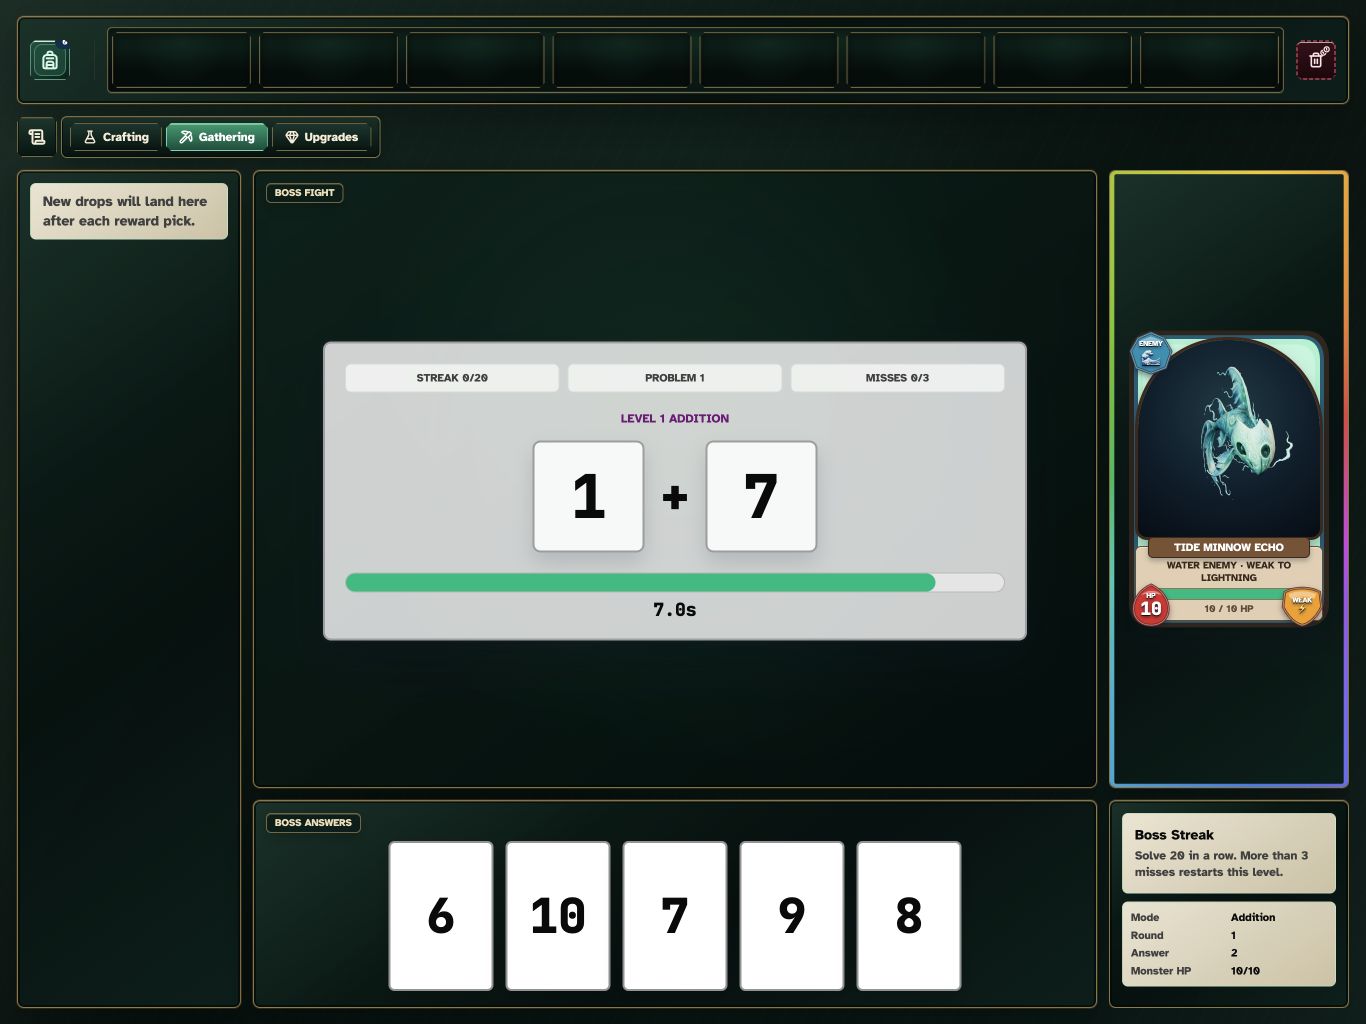 Crafting
Gathering
Upgrades
New drops will land here
after each reward pick.
BOSS FIGHT
STREAK 0/20
PROBLEM 1
MISSES 0/3
LEVEL 1 ADDITION
1 + 7
7.0s
ENEMY
TIDE MINNOW ECHO
WATER ENEMY · WEAK TO
LIGHTNING
HP
10
10 / 10 HP
WEAK
BOSS ANSWERS
6
10
7
9
8
Boss Streak
Solve 20 in a row. More than 3
misses restarts this level.
Mode Addition
Round 1
Answer 2
Monster HP 10/10